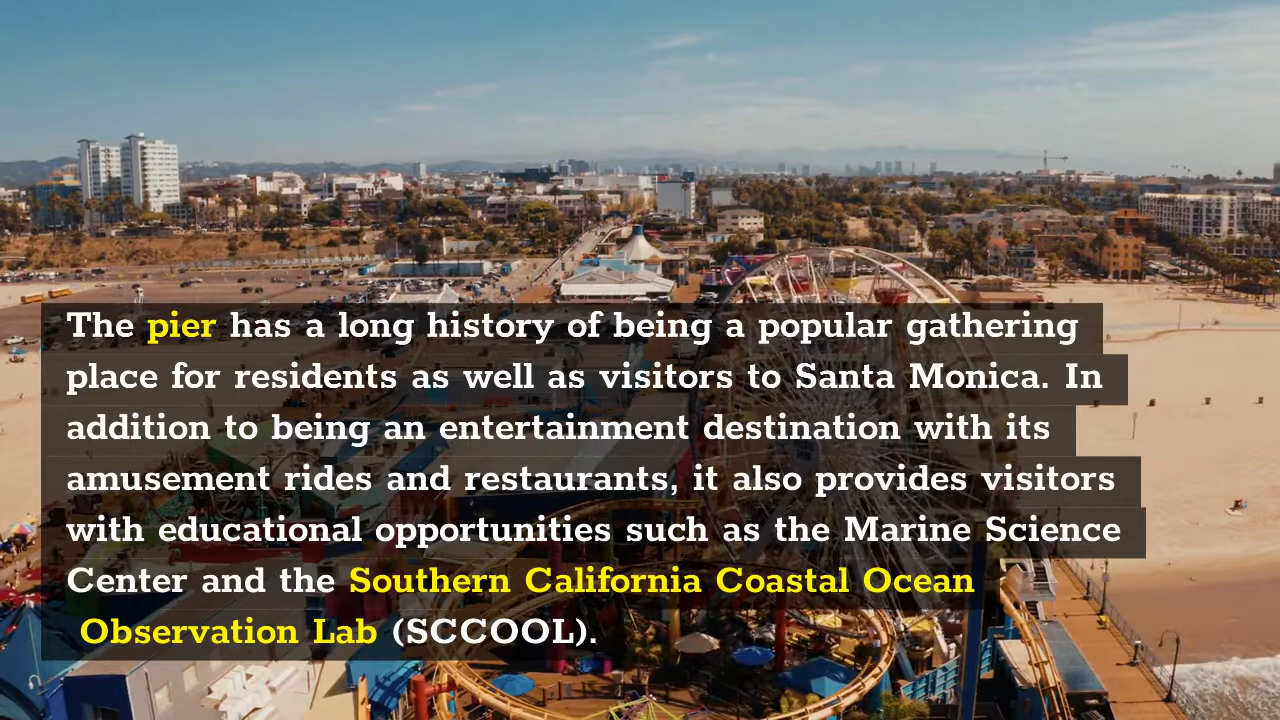 The pier has a long history of being a popular gathering
place for residents as well as visitors to Santa Monica. In
addition to being an entertainment destination with its
amusement rides and restaurants, it also provides visitors
with educational opportunities such as the Marine Science
Center and the Southern California Coastal Ocean
Observation Lab (SCCOOL).